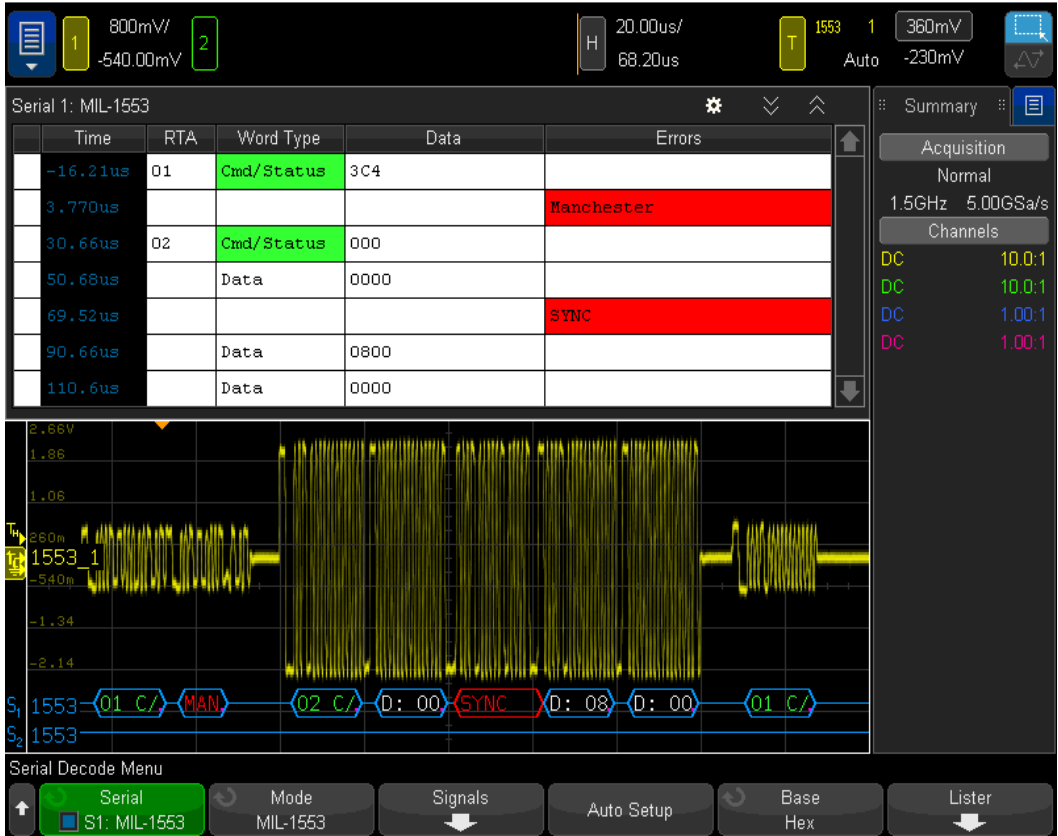 1 800mV/ -540.00mV 2 H 20.00us/ 68.20us T 1553 1 Auto 360mV -230mV
Serial 1: MIL-1553
Time RTA Word Type Data Errors
-16.21us 01 Cmd/Status 3C4
3.770us Manchester
30.66us 02 Cmd/Status 000
50.68us Data 0000
69.52us SYNC
90.66us Data 0800
110.6us Data 0000
Summary
Acquisition
Normal
1.5GHz 5.00GSa/s
Channels
DC 10.0:1
DC 10.0:1
DC 1.00:1
DC 1.00:1
2.66V
1.86
1.06
260m
1553_1
-540m
-1.34
-2.14
S1 1553 01 C/ MAN 02 C/ D: 00 SYNC D: 08 D: 00 01 C/
S2 1553
Serial Decode Menu
Serial
S1: MIL-1553
Mode
MIL-1553
Signals
Auto Setup
Base
Hex
Lister